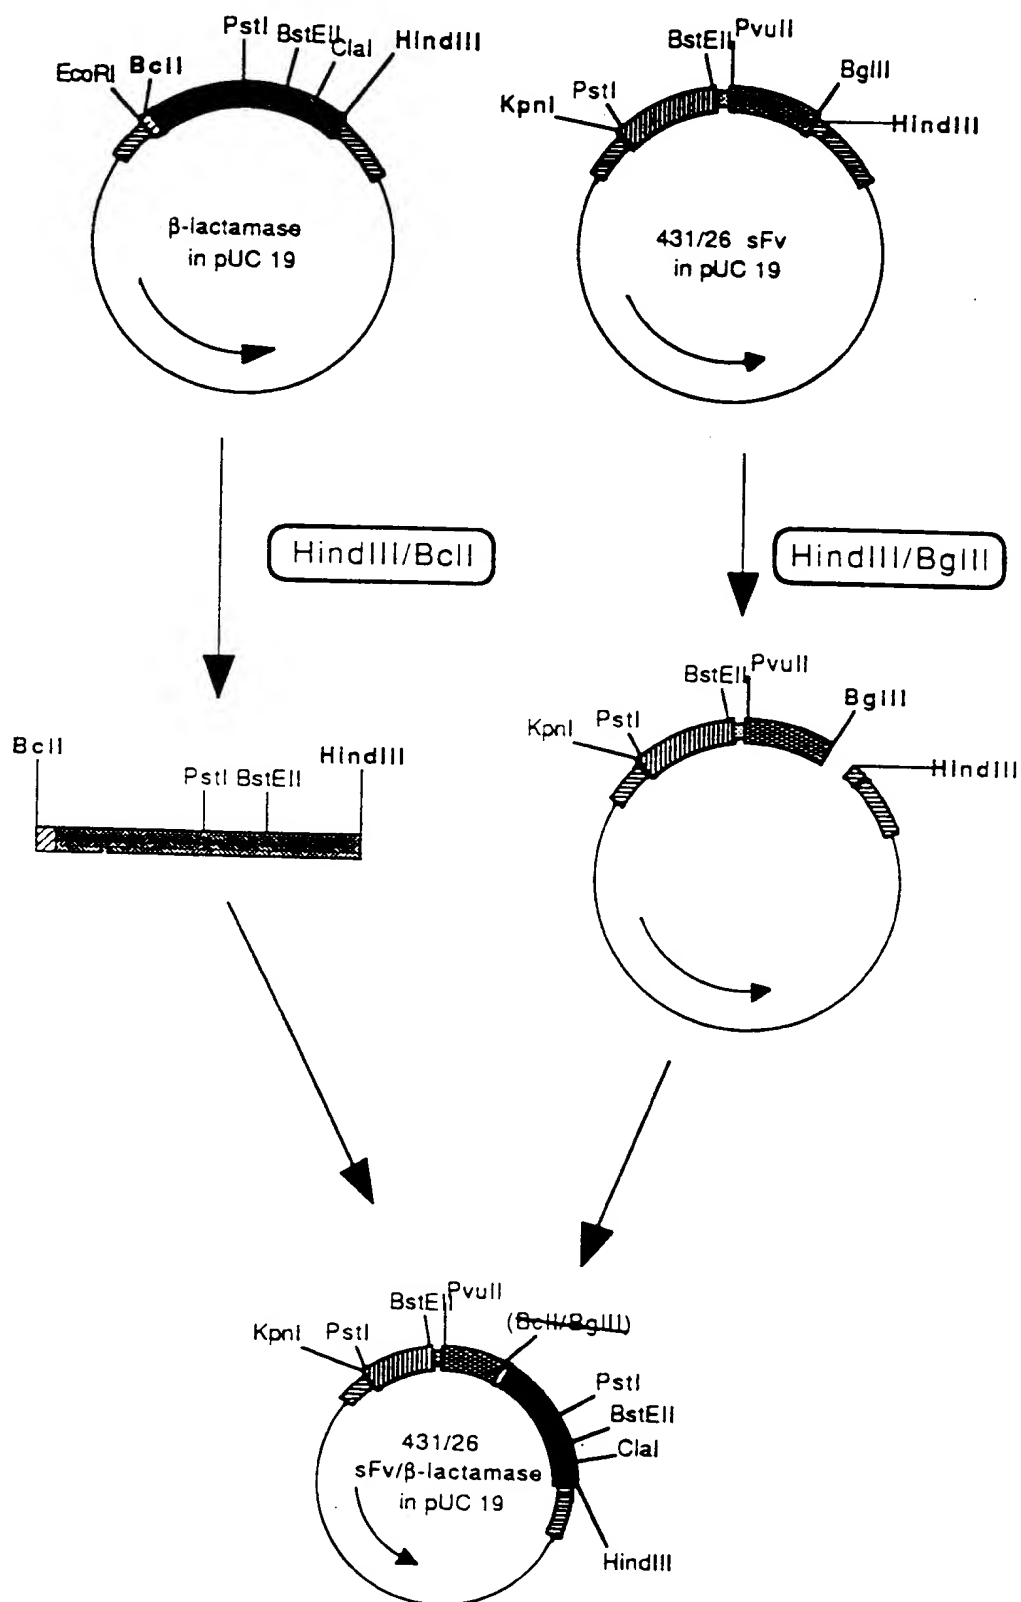 PstI
BstEII
ClaI
HindIII
EcoRI
BclI
β-lactamase
in pUC 19
PvuII
BstEII
BglII
PstI
KpnI
HindIII
431/26 sFv
in pUC 19
HindIII/BclI
HindIII/BglII
BclI
HindIII
PstI
BstEII
PvuII
BstEII
BglII
PstI
KpnI
HindIII
PvuII
BstEII
(BclI/BglII)
KpnI
PstI
PstI
BstEII
ClaI
431/26
sFv/β-lactamase
in pUC 19
HindIII